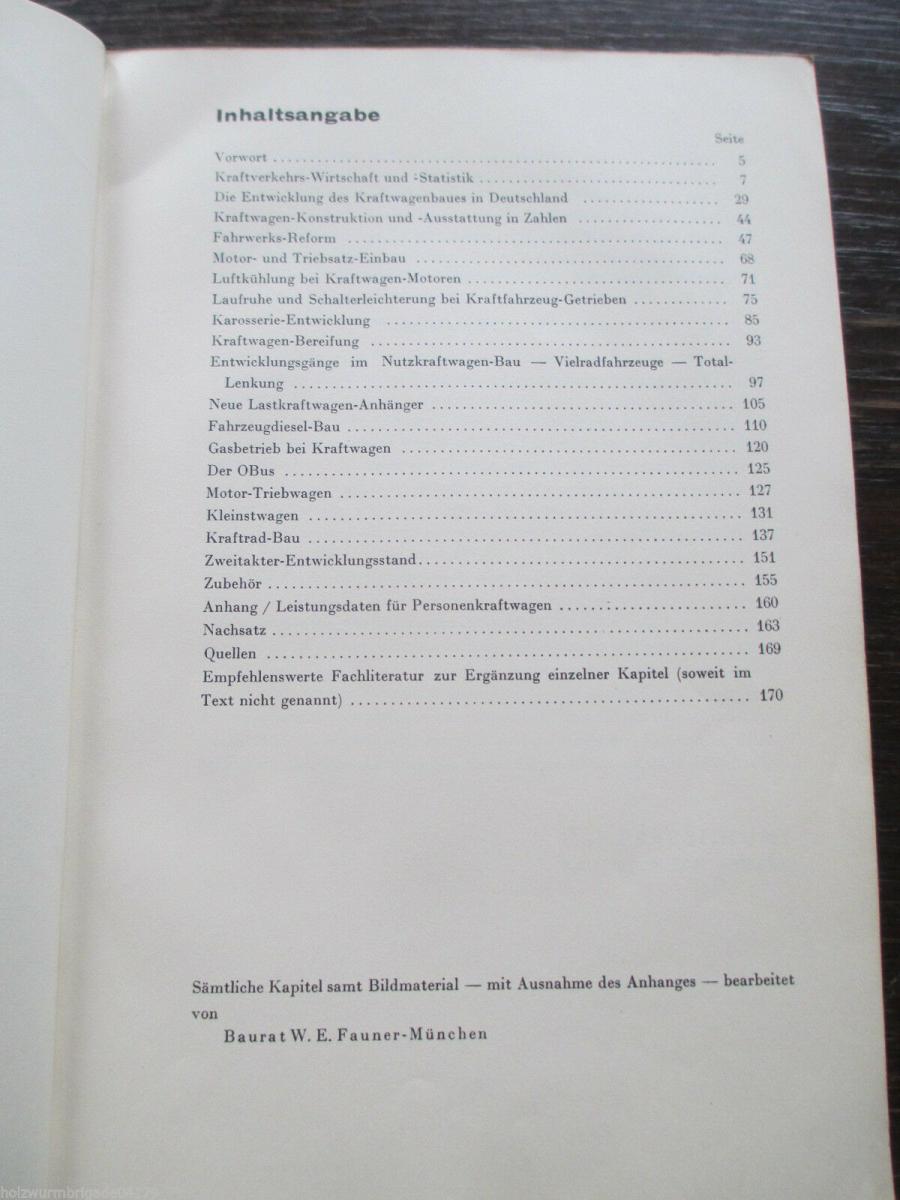 Inhaltsangabe
Seite
Vorwort ........ 5
Kraftverkehrs-Wirtschaft und -Statistik ........ 7
Die Entwicklung des Kraftwagenbaues in Deutschland ........ 29
Kraftwagen-Konstruktion und -Ausstattung in Zahlen ........ 44
Fahrwerks-Reform ........ 47
Motor- und Triebsatz-Einbau ........ 68
Luftkühlung bei Kraftwagen-Motoren ........ 71
Laufruhe und Schalterleichterung bei Kraftfahrzeug-Getrieben ........ 75
Karosserie-Entwicklung ........ 85
Kraftwagen-Bereifung ........ 93
Entwicklungsgänge im Nutzkraftwagen-Bau — Vielradfahrzeuge — Total-
Lenkung ........ 97
Neue Lastkraftwagen-Anhänger ........ 105
Fahrzeugdiesel-Bau ........ 110
Gasbetrieb bei Kraftwagen ........ 120
Der OBus ........ 125
Motor-Triebwagen ........ 127
Kleinstwagen ........ 131
Kraftrad-Bau ........ 137
Zweitakter-Entwicklungsstand ........ 151
Zubehör ........ 155
Anhang / Leistungsdaten für Personenkraftwagen ........ 160
Nachsatz ........ 163
Quellen ........ 169
Empfehlenswerte Fachliteratur zur Ergänzung einzelner Kapitel (soweit im
Text nicht genannt) ........ 170
Sämtliche Kapitel samt Bildmaterial — mit Ausnahme des Anhanges — bearbeitet
von
Baurat W. E. Fauner-München